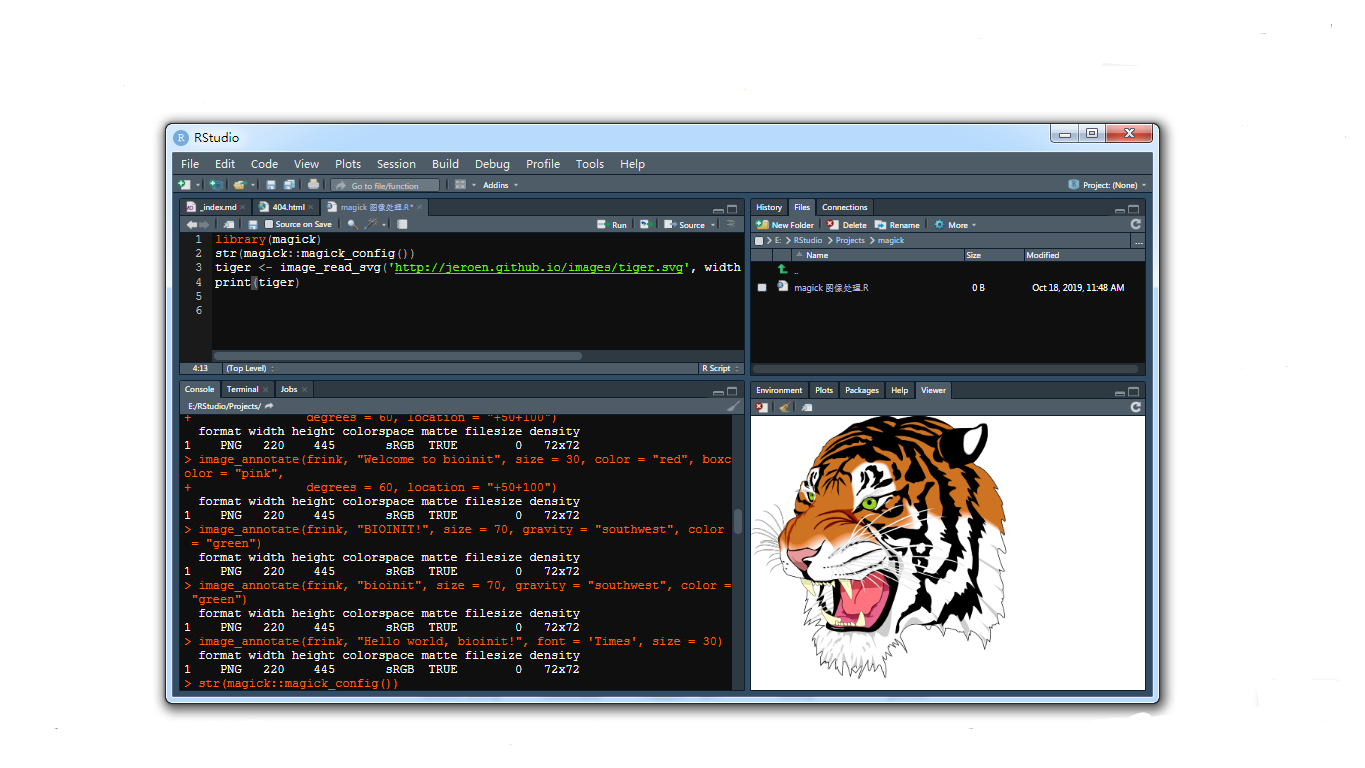 RStudio
File Edit Code View Plots Session Build Debug Profile Tools Help
Go to file/function Addins Project: (None)
_index.md 404.html magick 图像处理.R*
Source on Save Run Source
1 library(magick)
2 str(magick::magick_config())
3 tiger <- image_read_svg('http://jeroen.github.io/images/tiger.svg', width
4 print(tiger)
5
6
4:13 (Top Level) R Script
Console Terminal Jobs
E:/RStudio/Projects/
+ degrees = 60, location = "+50+100")
format width height colorspace matte filesize density
1 PNG 220 445 sRGB TRUE 0 72x72
> image_annotate(frink, "Welcome to bioinit", size = 30, color = "red", boxc
olor = "pink",
+ degrees = 60, location = "+50+100")
format width height colorspace matte filesize density
1 PNG 220 445 sRGB TRUE 0 72x72
> image_annotate(frink, "BIOINIT!", size = 70, gravity = "southwest", color
= "green")
format width height colorspace matte filesize density
1 PNG 220 445 sRGB TRUE 0 72x72
> image_annotate(frink, "bioinit", size = 70, gravity = "southwest", color =
"green")
format width height colorspace matte filesize density
1 PNG 220 445 sRGB TRUE 0 72x72
> image_annotate(frink, "Hello world, bioinit!", font = 'Times', size = 30)
format width height colorspace matte filesize density
1 PNG 220 445 sRGB TRUE 0 72x72
> str(magick::magick_config())
History Files Connections
New Folder Delete Rename More
E: > RStudio > Projects > magick ...
Name Size Modified
..
magick 图像处理.R 0 B Oct 18, 2019, 11:48 AM
Environment Plots Packages Help Viewer